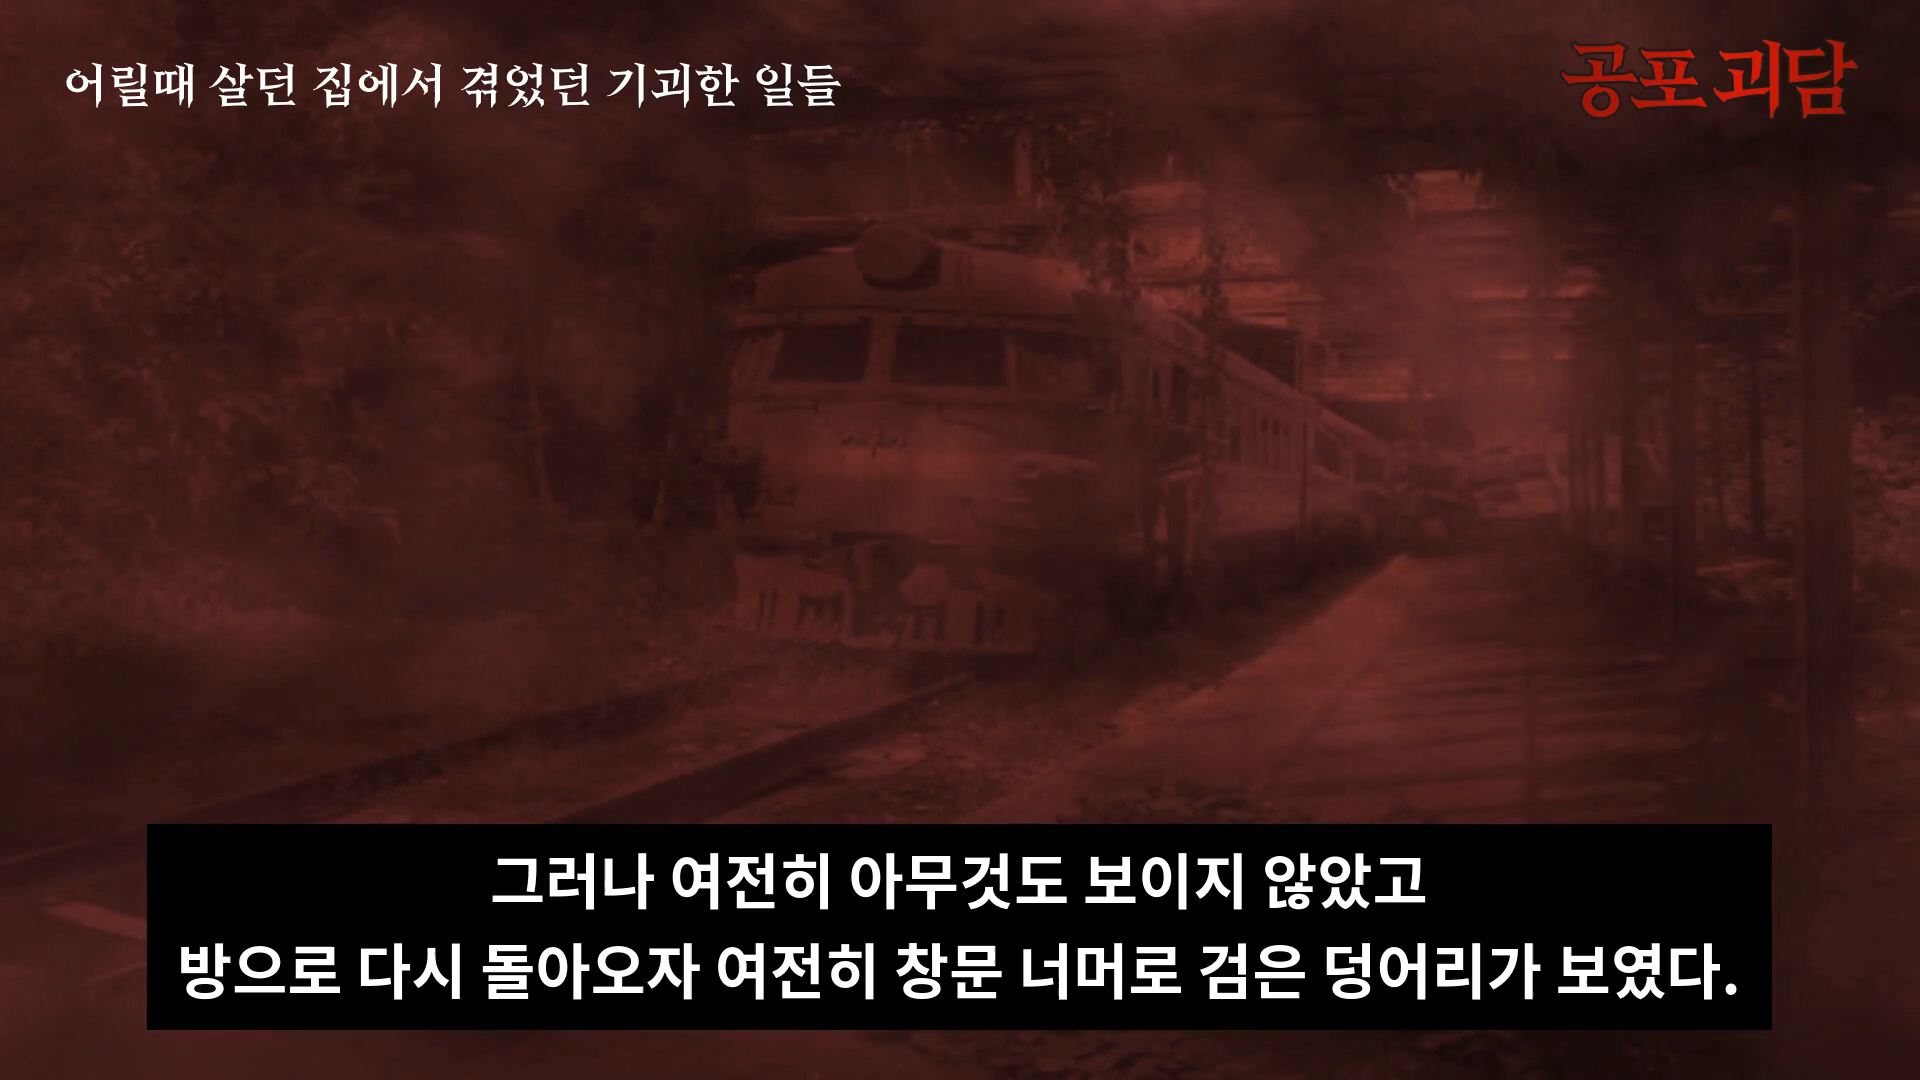 어릴때 살던 집에서 겪었던 기괴한 일들
공포 괴담
그러나 여전히 아무것도 보이지 않았고
방으로 다시 돌아오자 여전히 창문 너머로 검은 덩어리가 보였다.